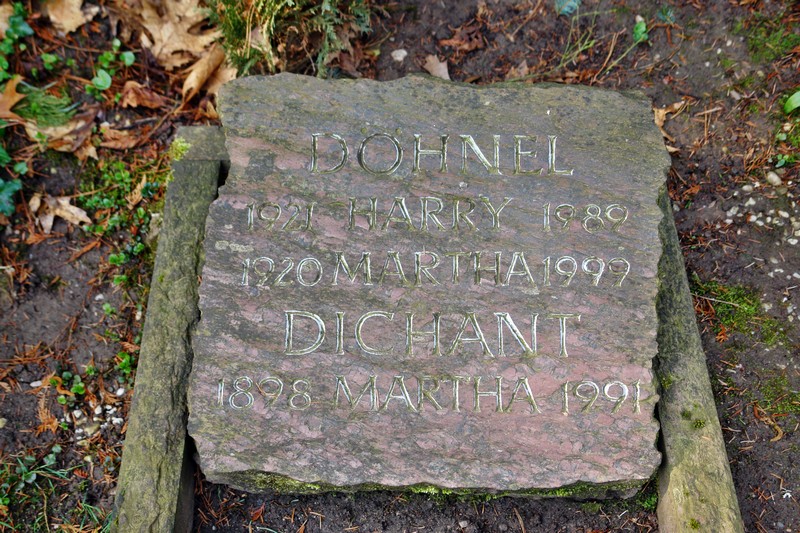 DOHNEL
1921 HARRY 1989
1920 MARTHA 1999
DICHANT
1898 MARTHA 1991